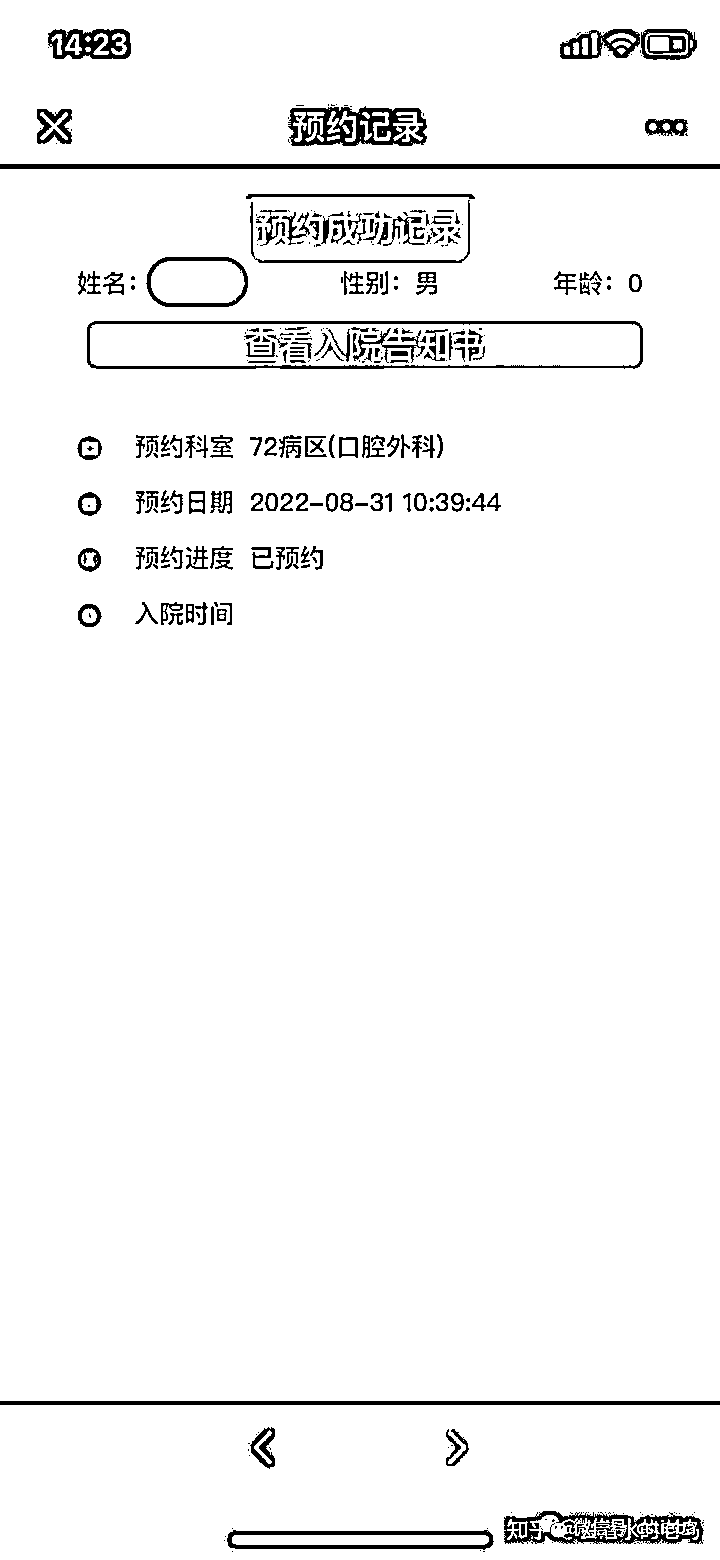 14:23
预约记录
预约成功记录
姓名： 性别：男 年龄：0
查看入院告知书
预约科室 72病区(口腔外科)
预约日期 2022-08-31 10:39:44
预约进度 已预约
入院时间
知乎